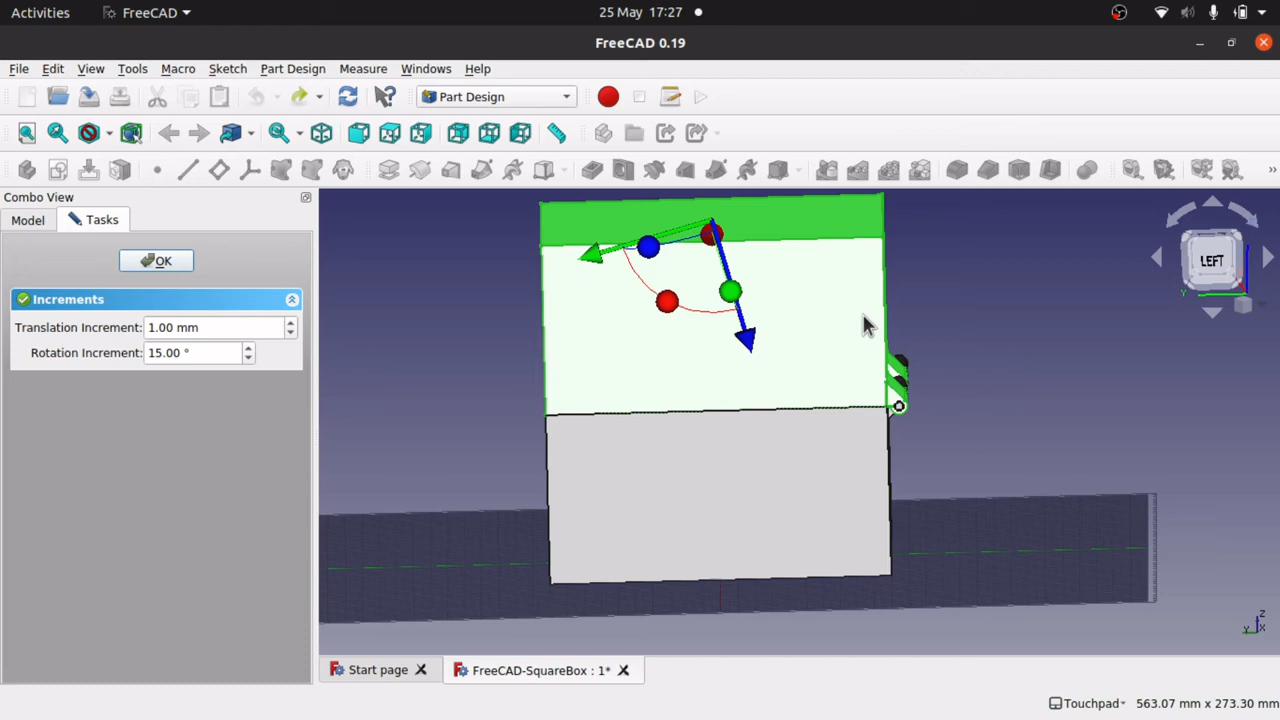 Activities FreeCAD 25 May 17:27
FreeCAD 0.19
File Edit View Tools Macro Sketch Part Design Measure Windows Help
Part Design
»
Combo View
Model Tasks
OK
Increments
Translation Increment: 1.00 mm
Rotation Increment: 15.00 °
LEFT
Y
Z
Y X
Start page FreeCAD-SquareBox : 1*
Touchpad 563.07 mm x 273.30 mm